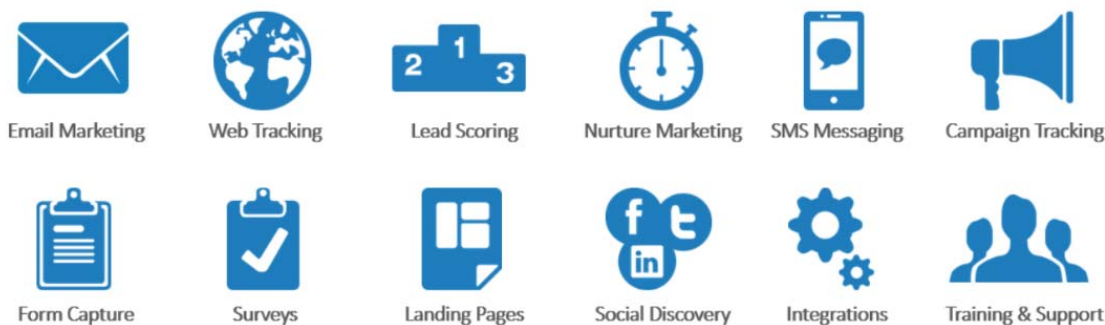 2 1 3
Email Marketing Web Tracking Lead Scoring Nurture Marketing SMS Messaging Campaign Tracking
f t in
Form Capture Surveys Landing Pages Social Discovery Integrations Training & Support